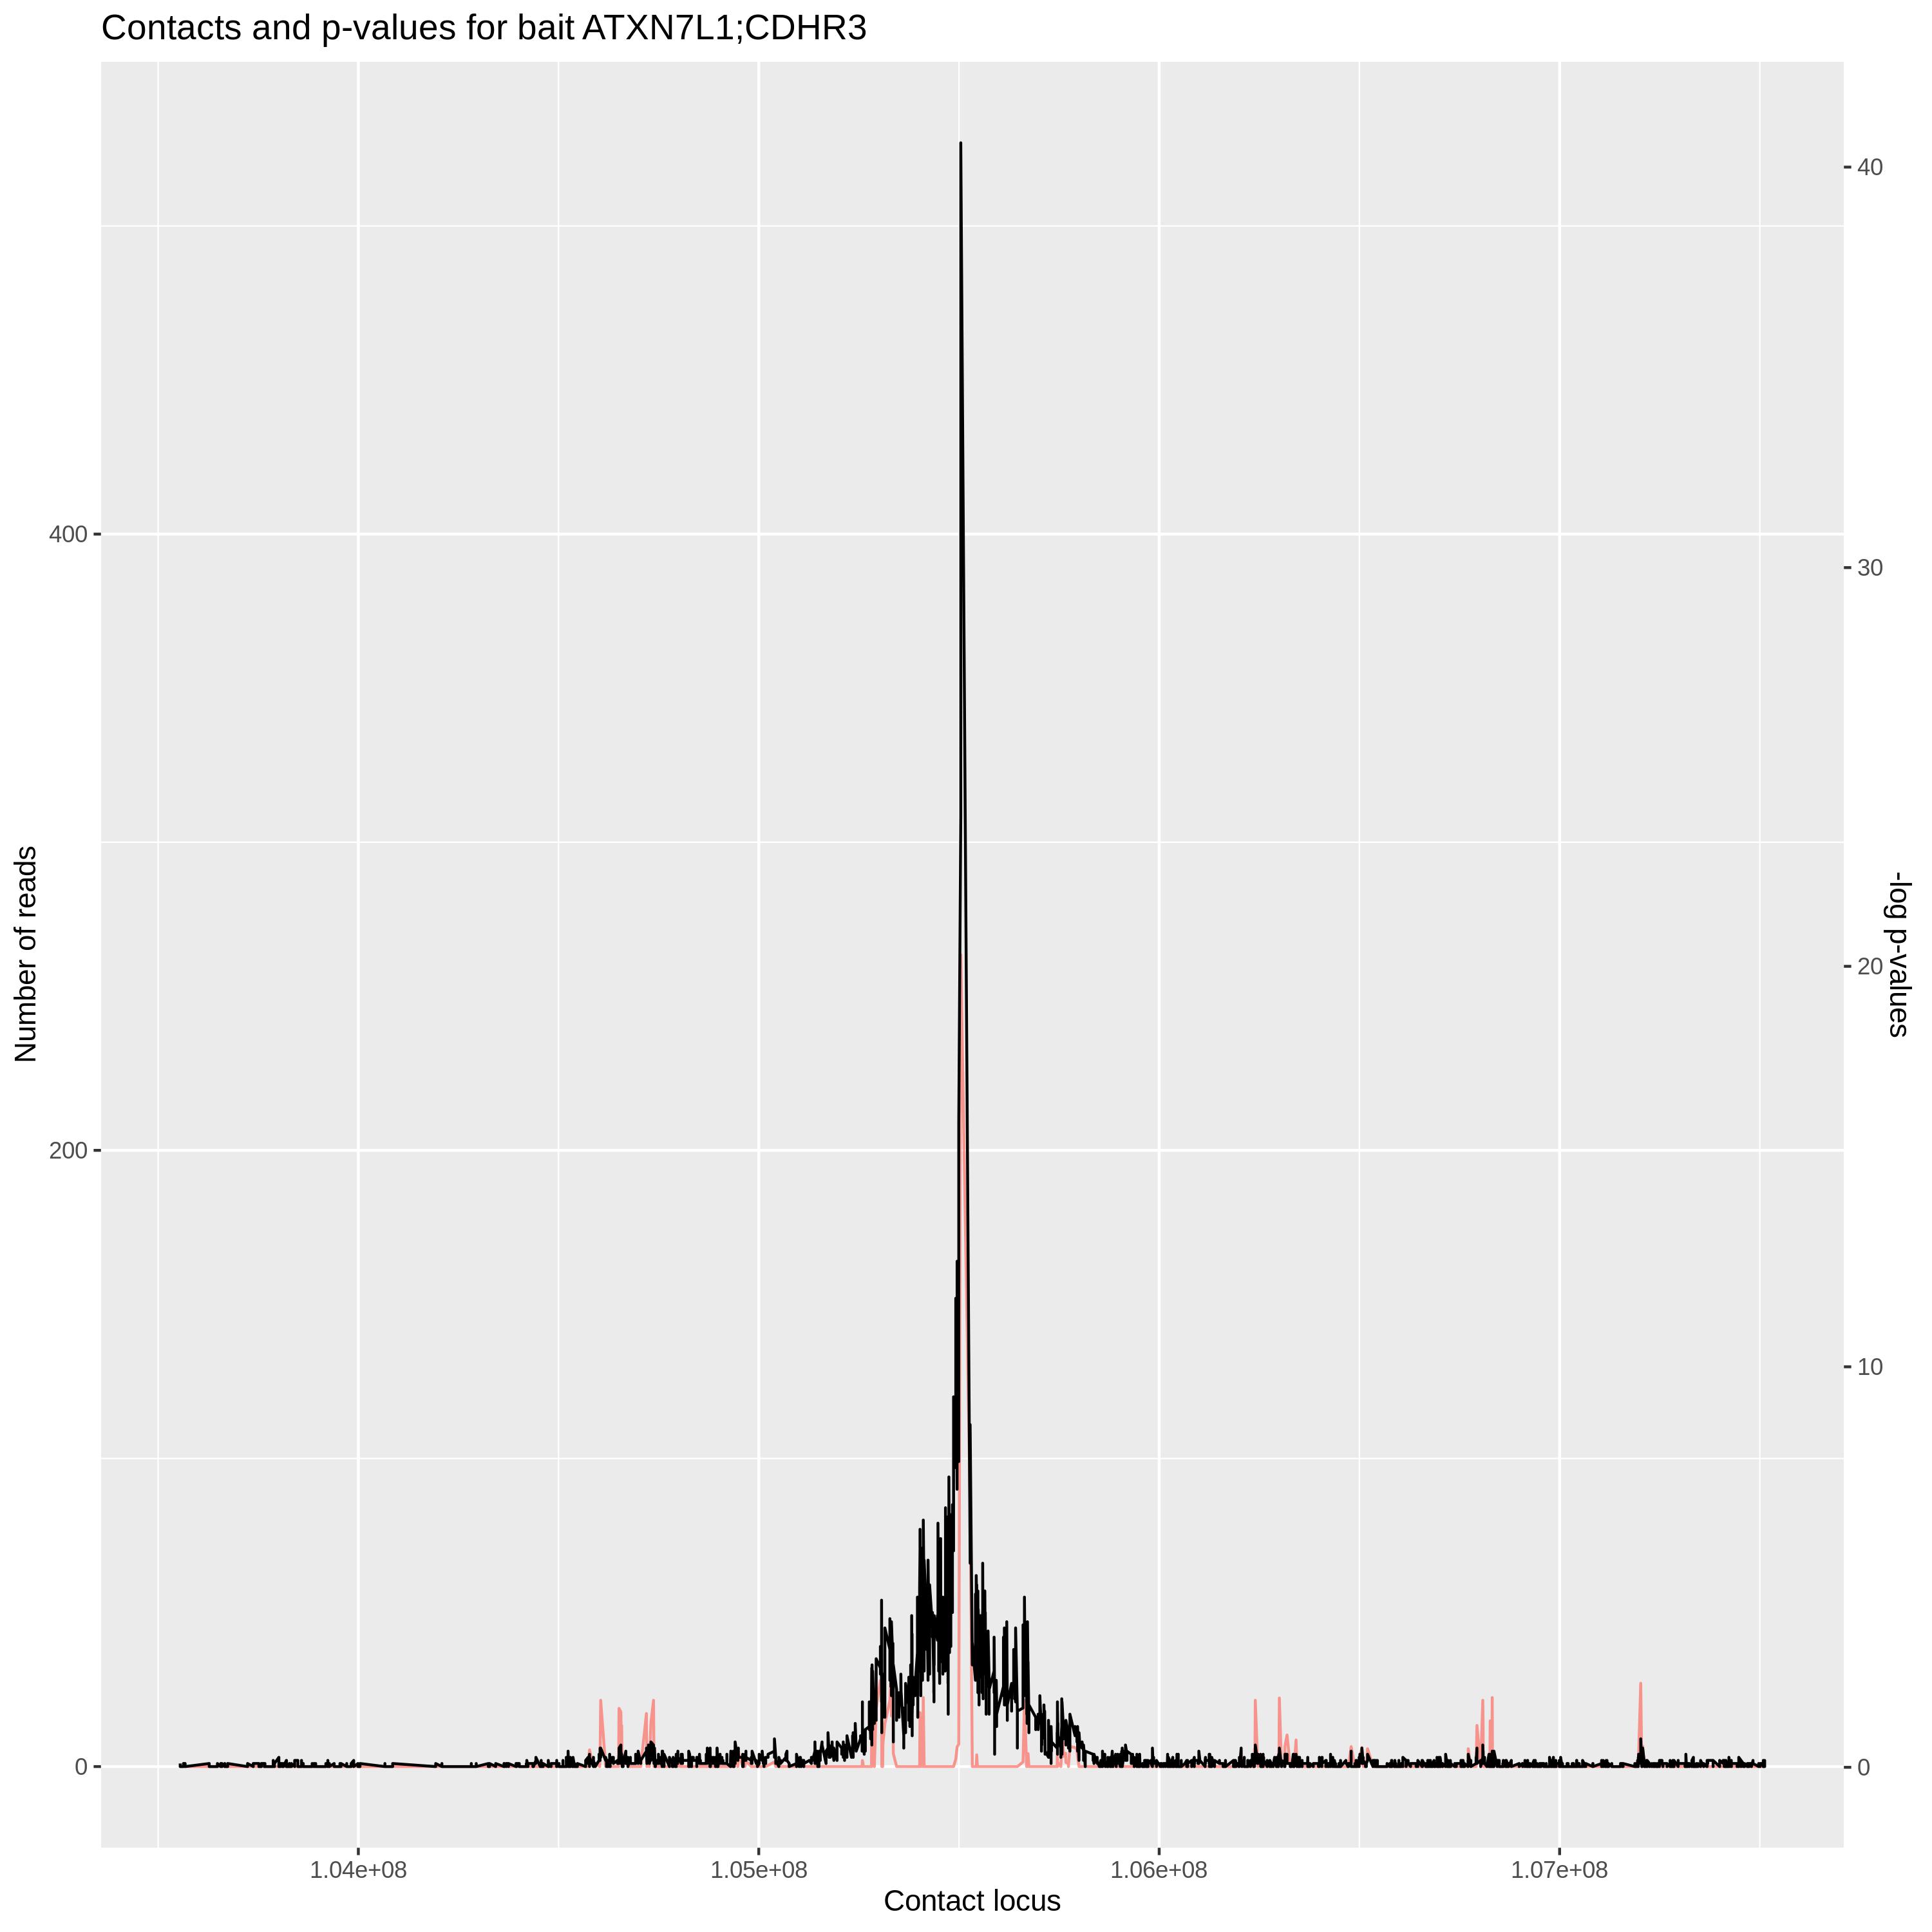 Contacts and p-values for bait ATXN7L1;CDHR3
Number of reads
400
200
0
40
30
20
10
0
-log p-values
1.04e+08
1.05e+08
1.06e+08
1.07e+08
Contact locus